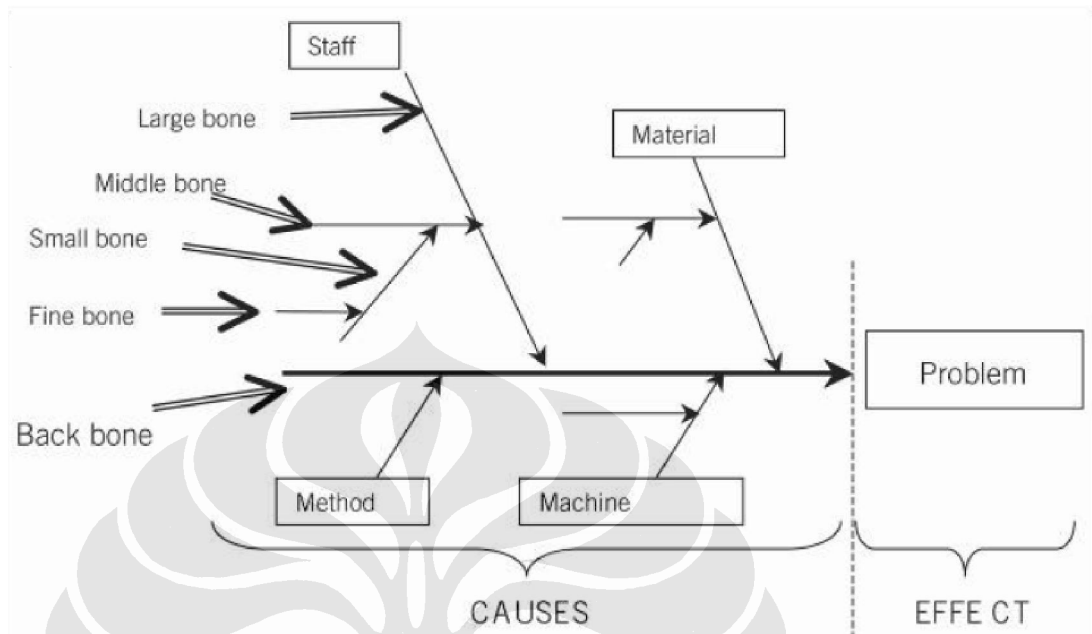 Staff
Large bone
Material
Middle bone
Small bone
Fine bone
Problem
Back bone
Method
Machine
CAUSES
EFFE CT